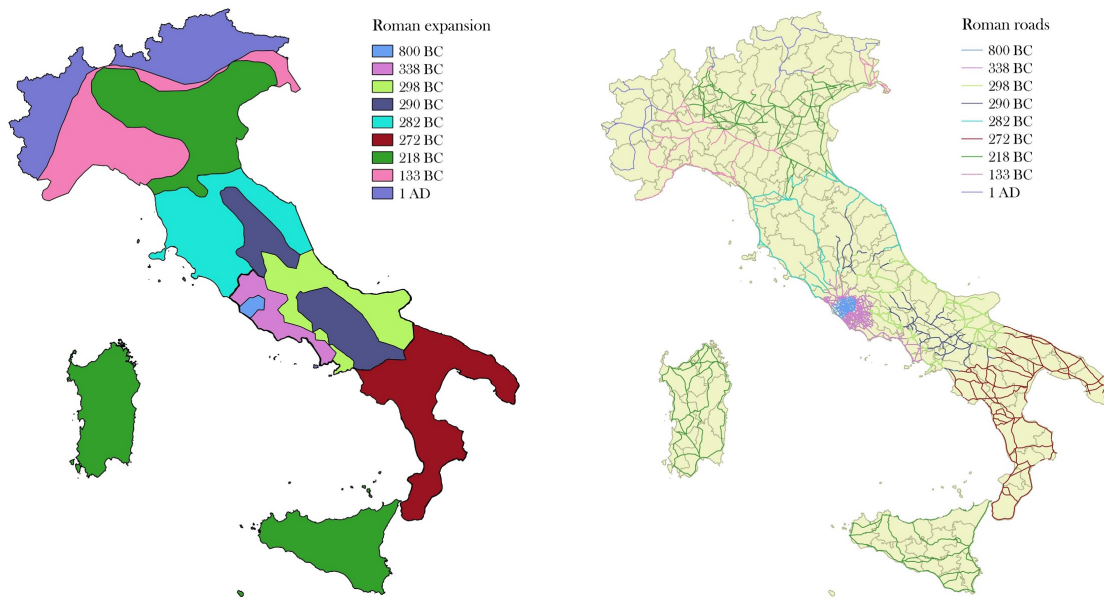 Roman expansion
800 BC
338 BC
298 BC
290 BC
282 BC
272 BC
218 BC
133 BC
1 AD
Roman roads
800 BC
338 BC
298 BC
290 BC
282 BC
272 BC
218 BC
133 BC
1 AD